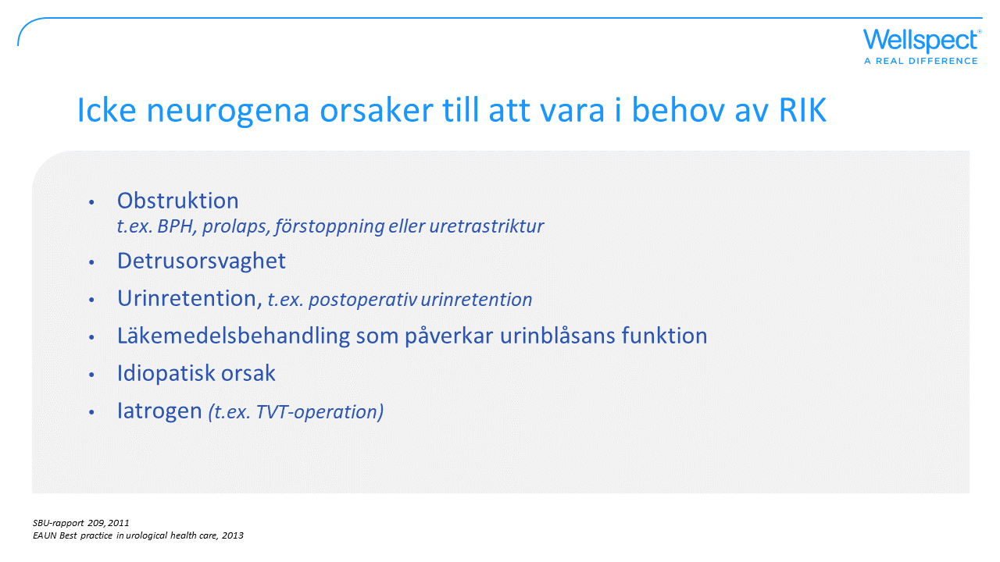 Wellspect®
A REAL DIFFERENCE
Icke neurogena orsaker till att vara i behov av RIK
• Obstruktion
t.ex. BPH, prolaps, förstoppning eller uretrastriktur
• Detrusorsvaghet
• Urinretention, t.ex. postoperativ urinretention
• Läkemedelsbehandling som påverkar urinblåsans funktion
• Idiopatisk orsak
• Iatrogen (t.ex. TVT-operation)
SBU-rapport 209, 2011
EAUN Best practice in urological health care, 2013